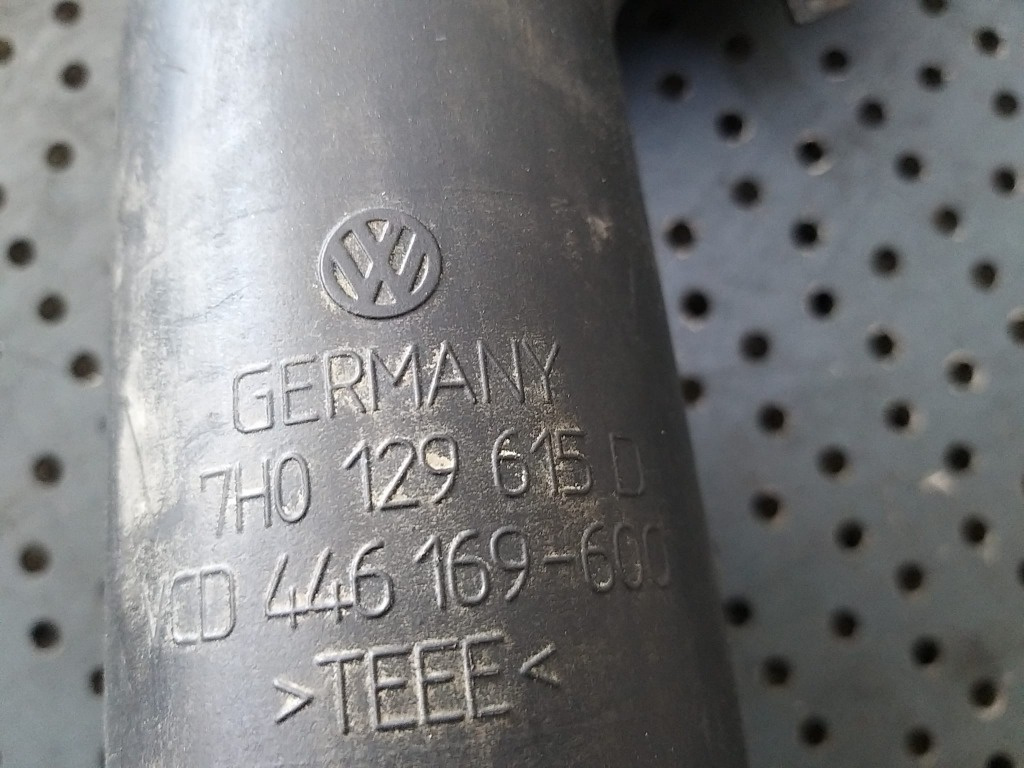 GERMANY
7H0 129 615 D
VCD 446 169-600
>TEEE<